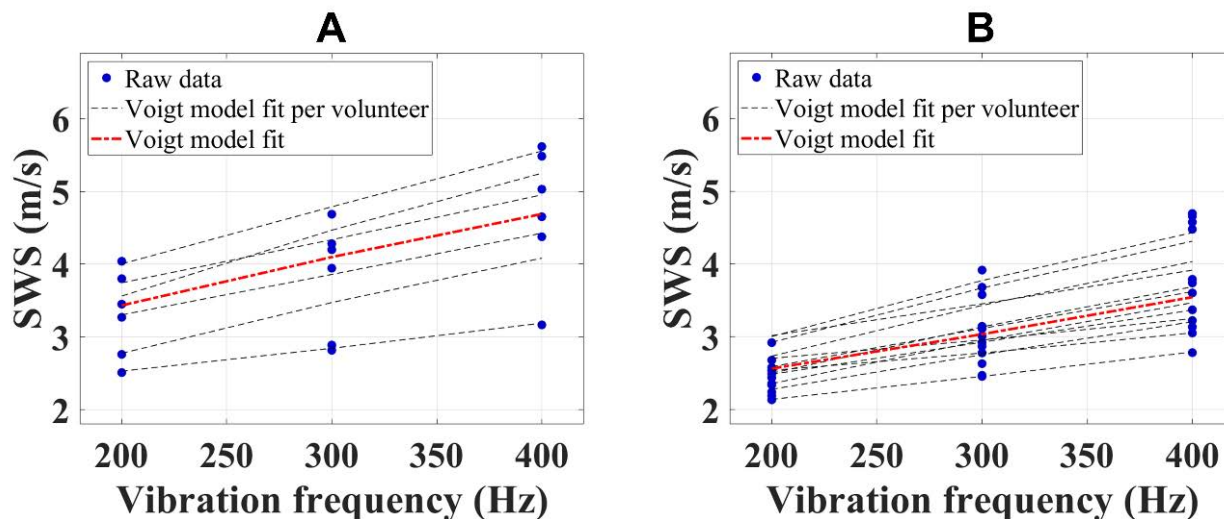 A
Raw data
Voigt model fit per volunteer
Voigt model fit
SWS (m/s)
6
5
4
3
2
200 250 300 350 400
Vibration frequency (Hz)
B
Raw data
Voigt model fit per volunteer
Voigt model fit
SWS (m/s)
6
5
4
3
2
200 250 300 350 400
Vibration frequency (Hz)